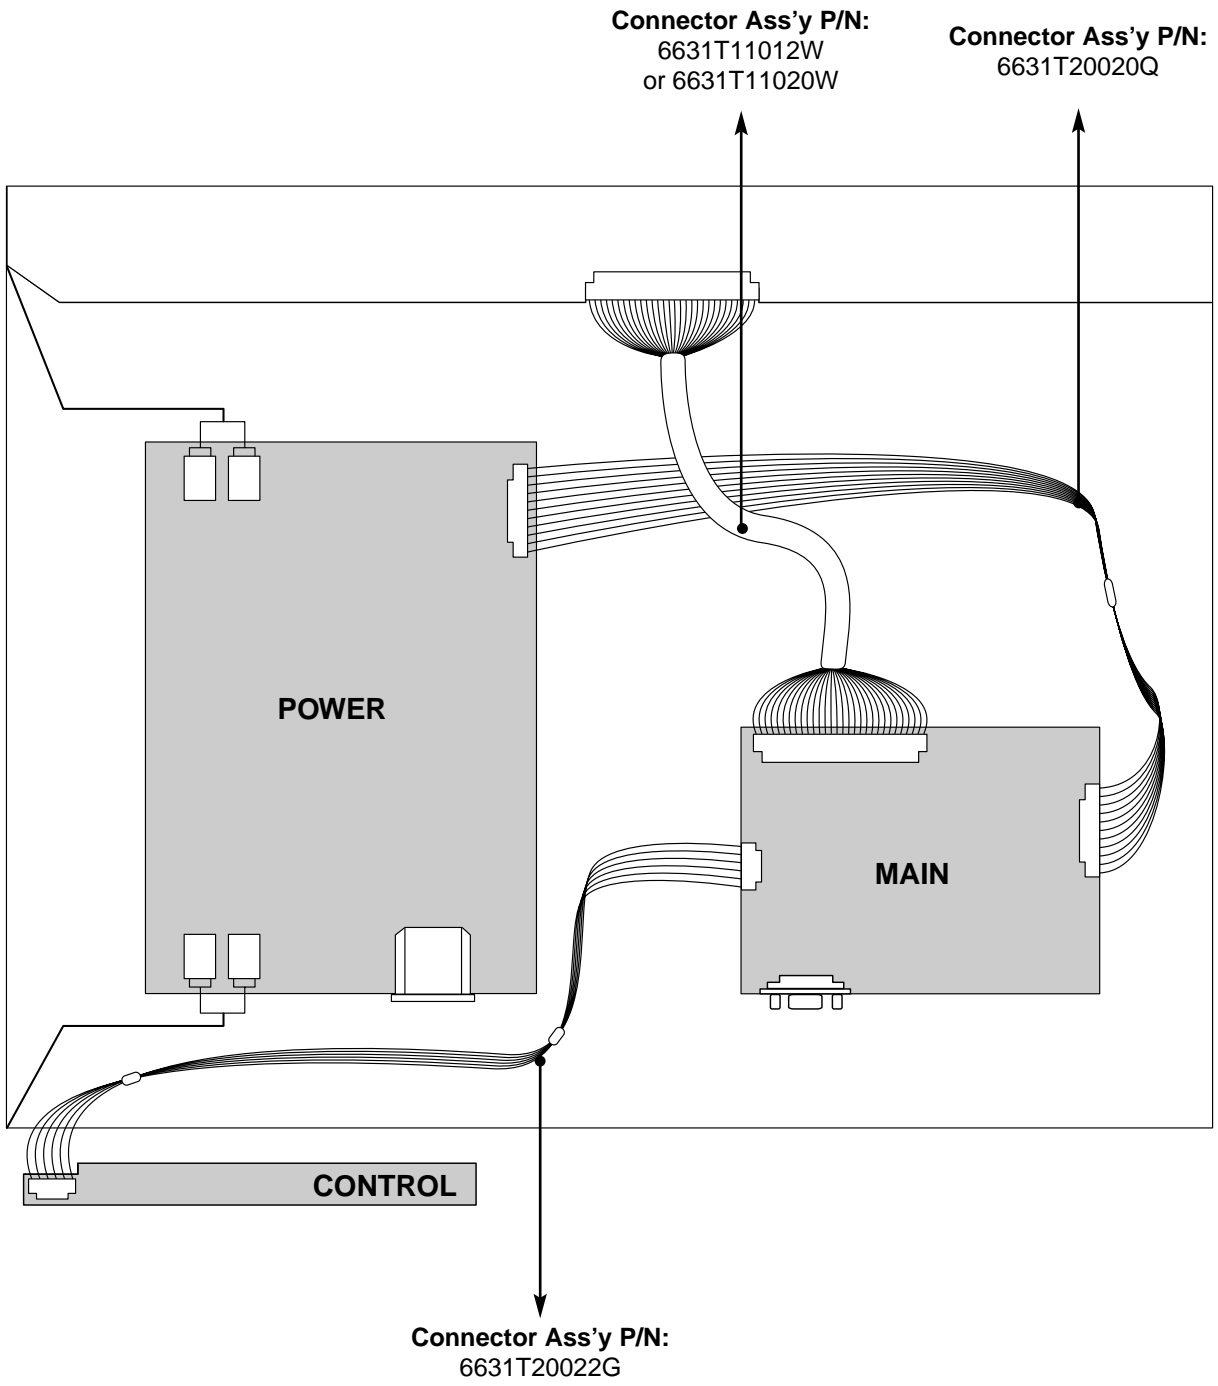 Connector Ass'y P/N:
6631T11012W
or 6631T11020W
Connector Ass'y P/N:
6631T20020Q
POWER
MAIN
CONTROL
Connector Ass'y P/N:
6631T20022G